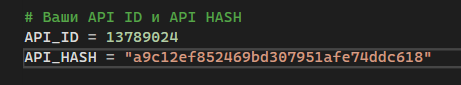 # Ваши API ID и API HASH
API_ID = 13789024
API_HASH = "a9c12ef852469bd307951afe74ddc618"